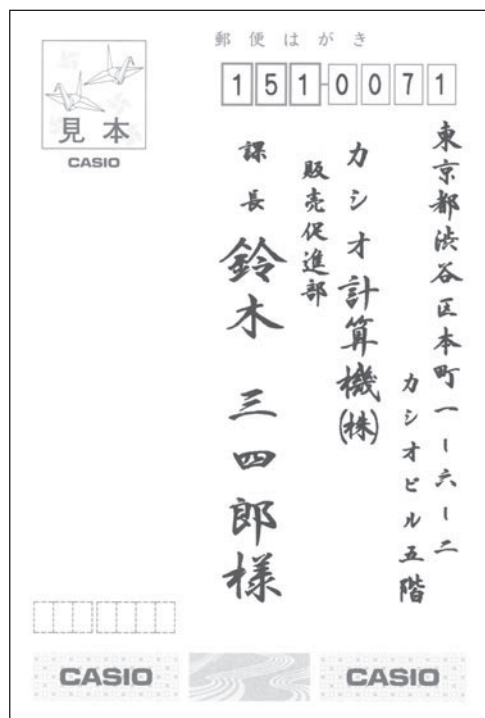 郵便はがき
151-0071
見本
CASIO
東京都渋谷区本町一ー六ー二
カシオビル五階
カシオ計算機(株)
販売促進部
課長 鈴木 三四郎様
CASIO
CASIO